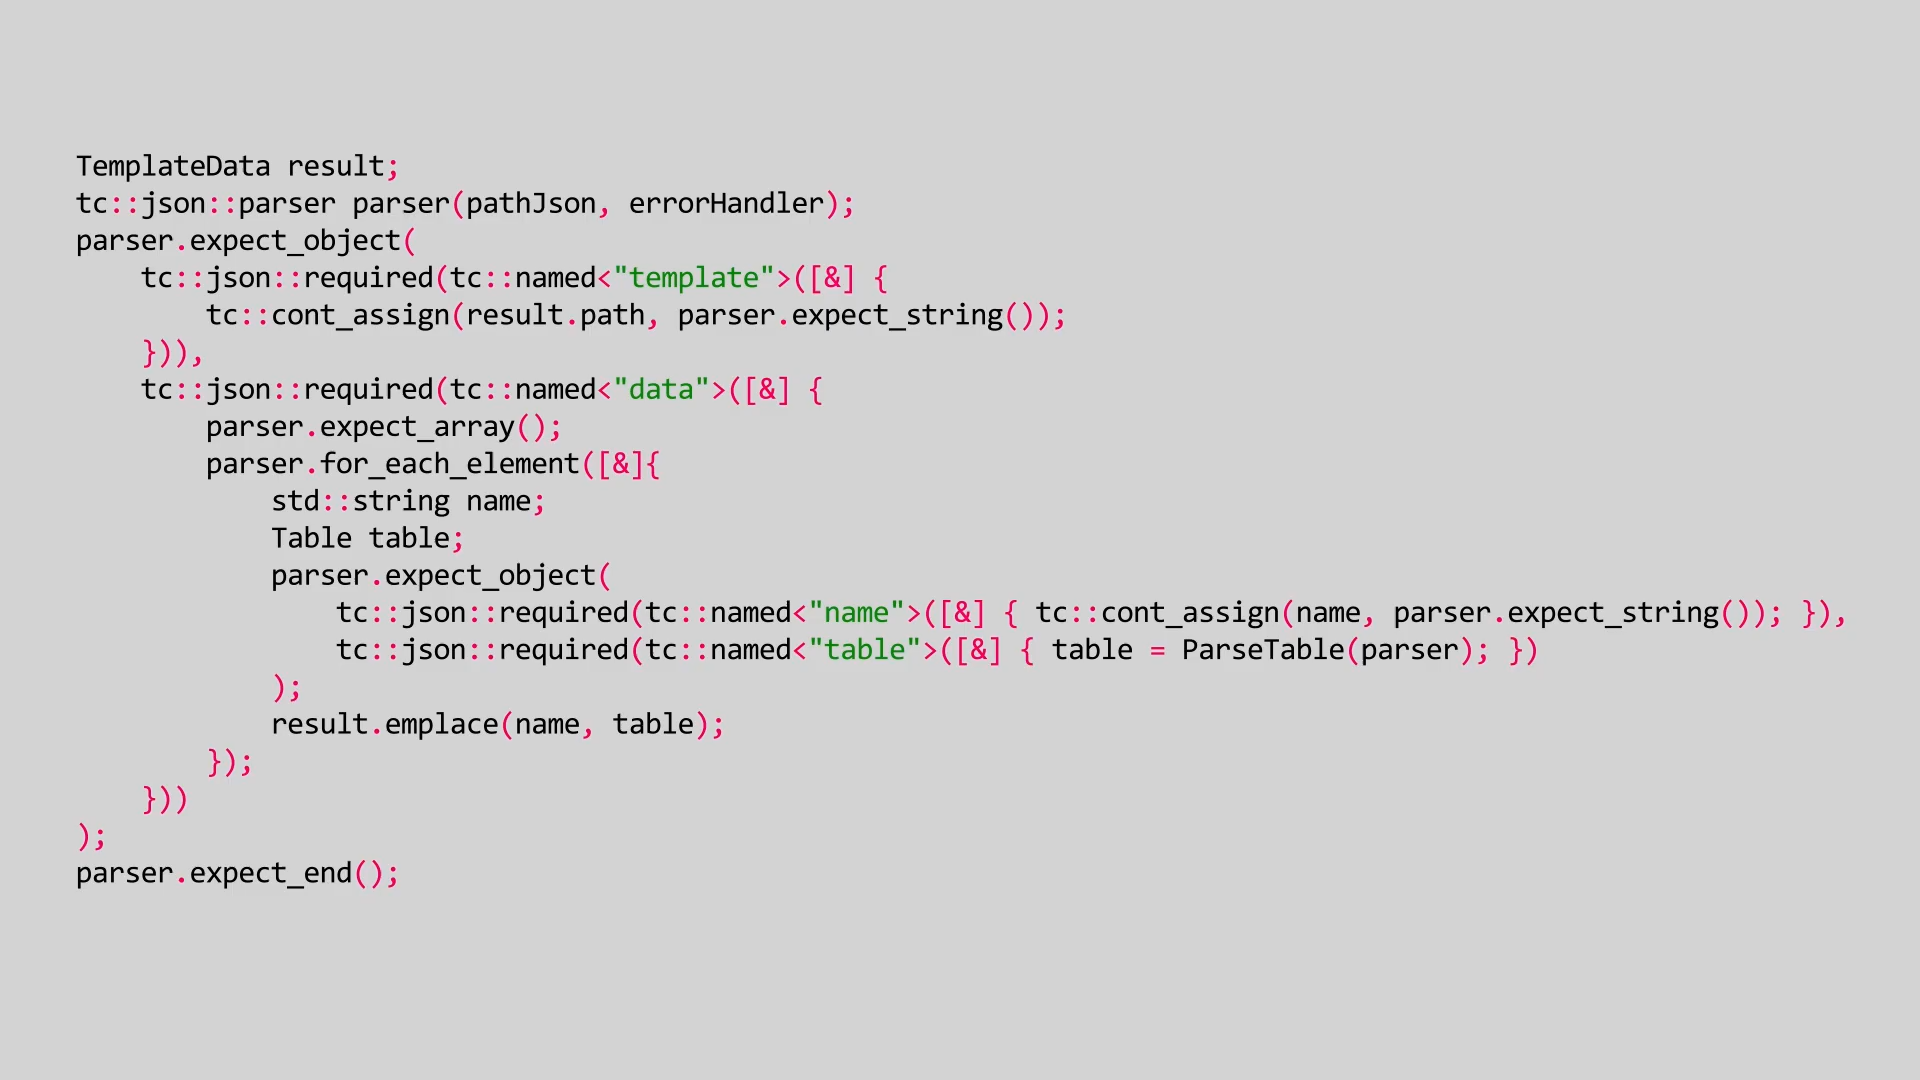 TemplateData result;
tc::json::parser parser(pathJson, errorHandler);
parser.expect_object(
    tc::json::required(tc::named<"template">([&] {
        tc::cont_assign(result.path, parser.expect_string());
    })),
    tc::json::required(tc::named<"data">([&] {
        parser.expect_array();
        parser.for_each_element([&]{
            std::string name;
            Table table;
            parser.expect_object(
                tc::json::required(tc::named<"name">([&] { tc::cont_assign(name, parser.expect_string()); }),
                tc::json::required(tc::named<"table">([&] { table = ParseTable(parser); })
            );
            result.emplace(name, table);
        });
    }))
);
parser.expect_end();